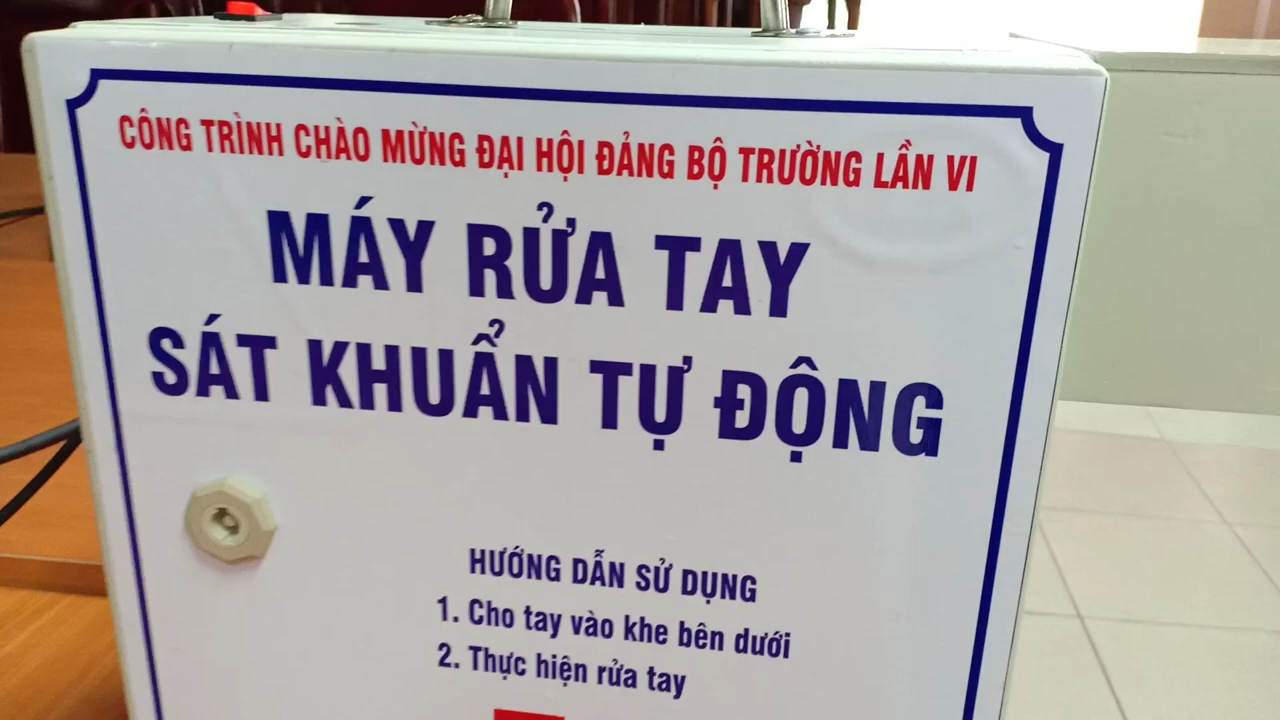 CÔNG TRÌNH CHÀO MỪNG ĐẠI HỘI ĐẢNG BỘ TRƯỜNG LẦN VI
MÁY RỬA TAY
SÁT KHUẨN TỰ ĐỘNG
HƯỚNG DẪN SỬ DỤNG
1. Cho tay vào khe bên dưới
2. Thực hiện rửa tay